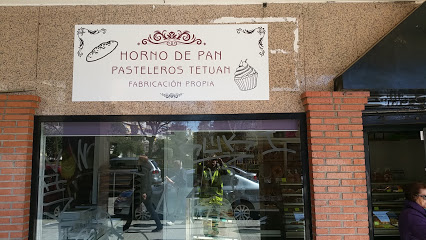 HORNO DE PAN
PASTELEROS TETUAN
FABRICACIÓN PROPIA